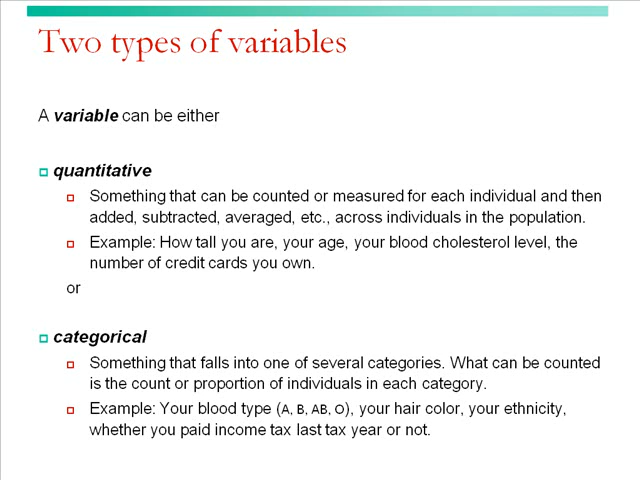 Two types of variables
A variable can be either
quantitative
Something that can be counted or measured for each individual and then
added, subtracted, averaged, etc., across individuals in the population.
Example: How tall you are, your age, your blood cholesterol level, the
number of credit cards you own.
or
categorical
Something that falls into one of several categories. What can be counted
is the count or proportion of individuals in each category.
Example: Your blood type (A, B, AB, O), your hair color, your ethnicity,
whether you paid income tax last tax year or not.